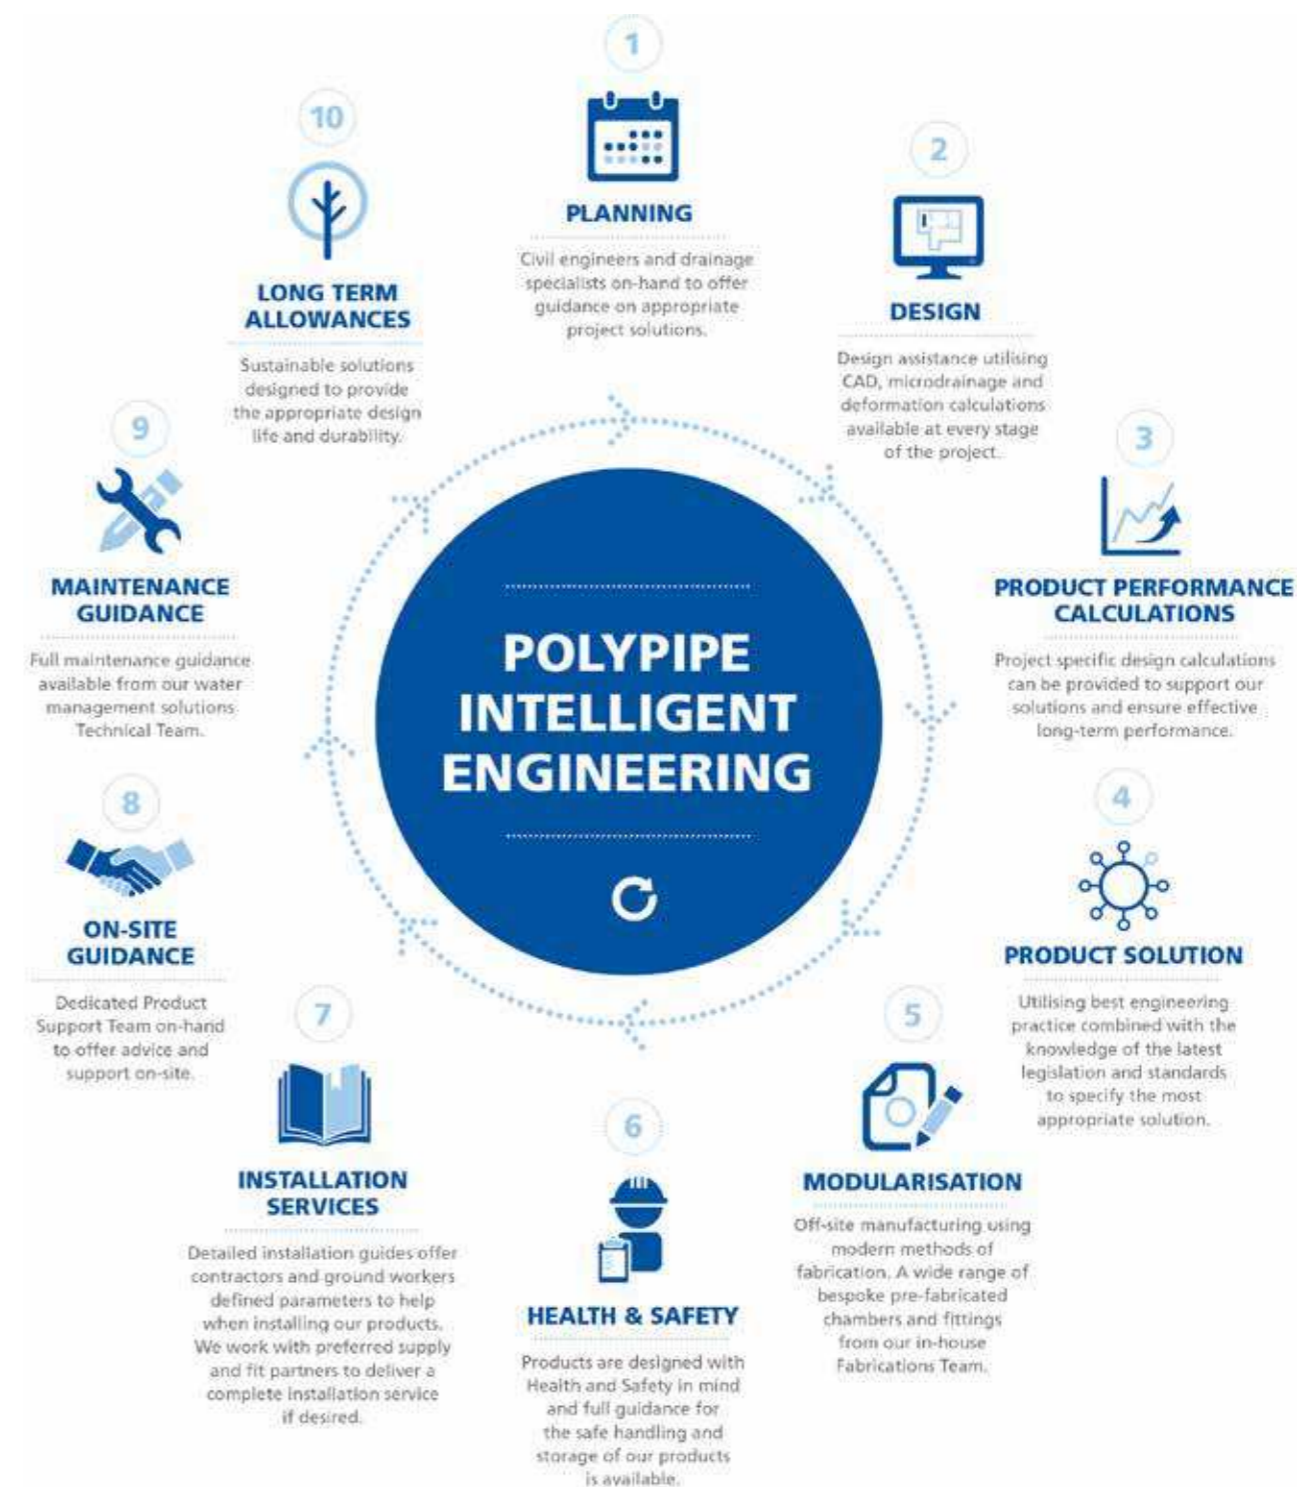 1
PLANNING
Civil engineers and drainage
specialists on-hand to offer
guidance on appropriate
project solutions.
2
DESIGN
Design assistance utilising
CAD, microdrainage and
deformation calculations
available at every stage
of the project.
3
PRODUCT PERFORMANCE
CALCULATIONS
Project specific design calculations
can be provided to support our
solutions and ensure effective
long-term performance.
4
PRODUCT SOLUTION
Utilising best engineering
practice combined with the
knowledge of the latest
legislation and standards
to specify the most
appropriate solution.
5
MODULARISATION
Off-site manufacturing using
modern methods of
fabrication. A wide range of
bespoke pre-fabricated
chambers and fittings
from our in-house
Fabrications Team.
6
HEALTH & SAFETY
Products are designed with
Health and Safety in mind
and full guidance for
the safe handling and
storage of our products
is available.
7
INSTALLATION
SERVICES
Detailed installation guides offer
contractors and ground workers
defined parameters to help
when installing our products.
We work with preferred supply
and fit partners to deliver a
complete installation service
if desired.
8
ON-SITE
GUIDANCE
Dedicated Product
Support Team on-hand
to offer advice and
support on-site.
9
MAINTENANCE
GUIDANCE
Full maintenance guidance
available from our water
management solutions
Technical Team.
10
LONG TERM
ALLOWANCES
Sustainable solutions
designed to provide
the appropriate design
life and durability.
POLYPIPE
INTELLIGENT
ENGINEERING